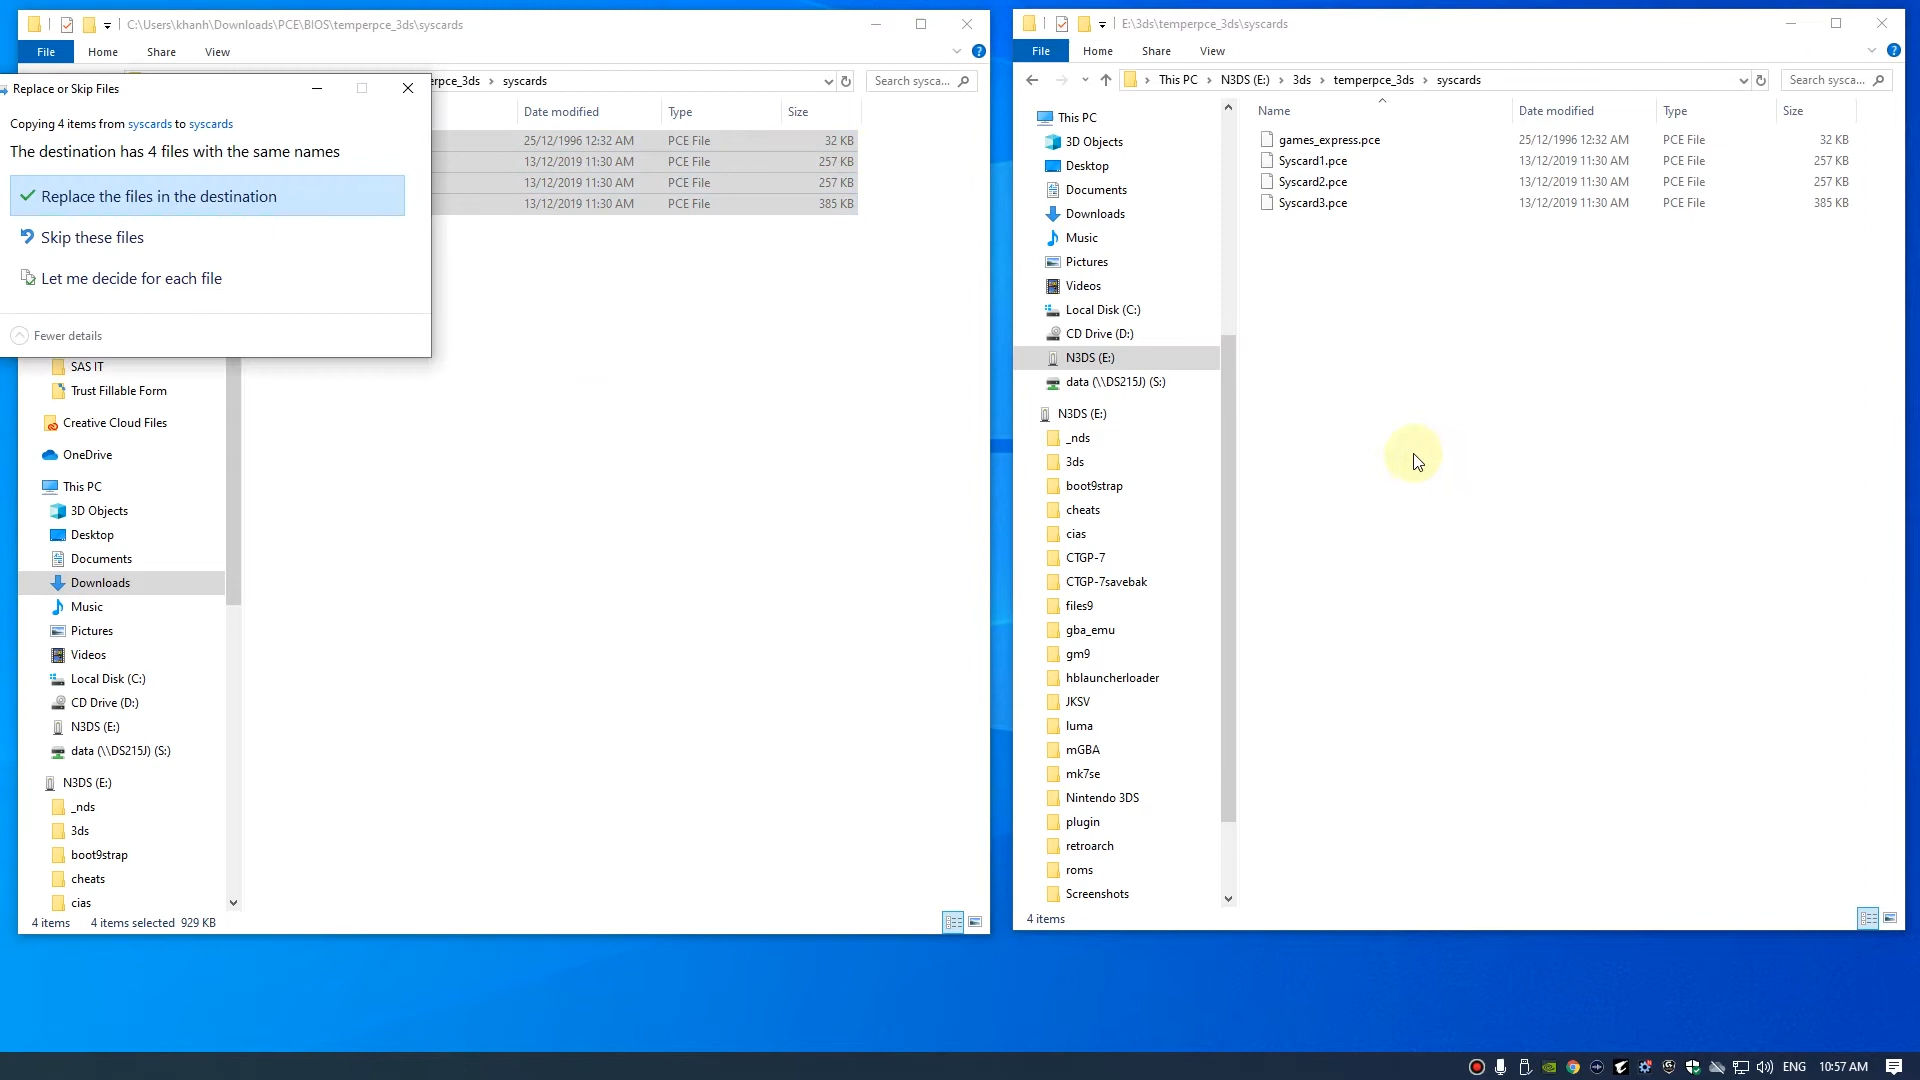 C:\Users\khanh\Downloads\PCE\BIOS\temperpce_3ds\syscards
File Home Share View
erpce_3ds › syscards
Search sysca...
Date modified Type Size
25/12/1996 12:32 AM PCE File 32 KB
13/12/2019 11:30 AM PCE File 257 KB
13/12/2019 11:30 AM PCE File 257 KB
13/12/2019 11:30 AM PCE File 385 KB
Replace or Skip Files
Copying 4 items from syscards to syscards
The destination has 4 files with the same names
Replace the files in the destination
Skip these files
Let me decide for each file
Fewer details
SAS IT
Trust Fillable Form
Creative Cloud Files
OneDrive
This PC
3D Objects
Desktop
Documents
Downloads
Music
Pictures
Videos
Local Disk (C:)
CD Drive (D:)
N3DS (E:)
data (\\DS215J) (S:)
N3DS (E:)
_nds
3ds
boot9strap
cheats
cias
4 items 4 items selected 929 KB
E:\3ds\temperpce_3ds\syscards
File Home Share View
This PC › N3DS (E:) › 3ds › temperpce_3ds › syscards
Search sysca...
Name Date modified Type Size
games_express.pce 25/12/1996 12:32 AM PCE File 32 KB
Syscard1.pce 13/12/2019 11:30 AM PCE File 257 KB
Syscard2.pce 13/12/2019 11:30 AM PCE File 257 KB
Syscard3.pce 13/12/2019 11:30 AM PCE File 385 KB
This PC
3D Objects
Desktop
Documents
Downloads
Music
Pictures
Videos
Local Disk (C:)
CD Drive (D:)
N3DS (E:)
data (\\DS215J) (S:)
N3DS (E:)
_nds
3ds
boot9strap
cheats
cias
CTGP-7
CTGP-7savebak
files9
gba_emu
gm9
hblauncherloader
JKSV
luma
mGBA
mk7se
Nintendo 3DS
plugin
retroarch
roms
Screenshots
4 items
ENG 10:57 AM